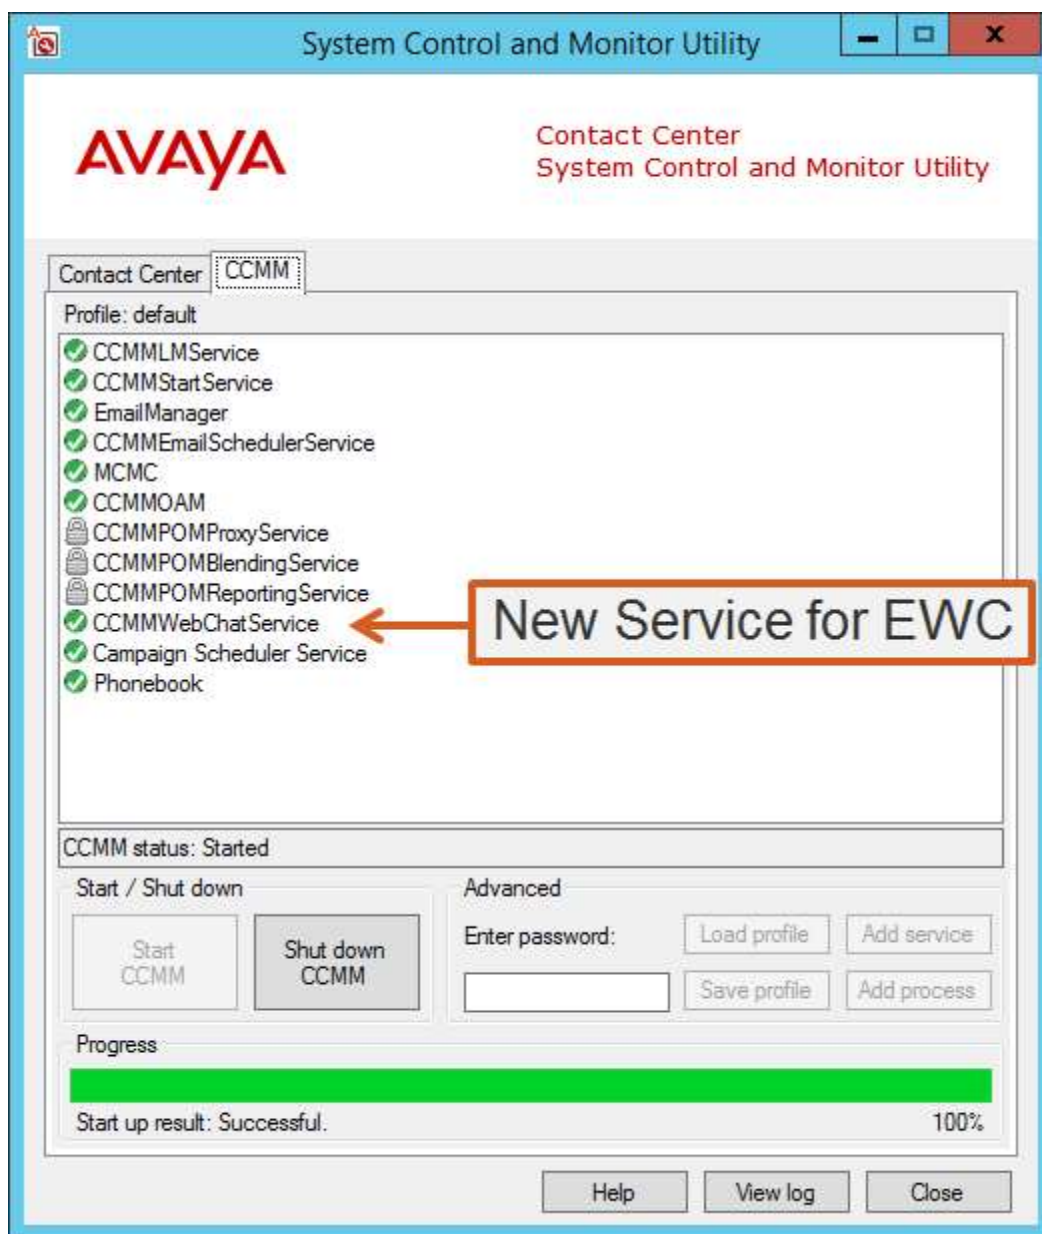 System Control and Monitor Utility
AVAYA
Contact Center
System Control and Monitor Utility
Contact Center
CCMM
Profile: default
CCMMLMService
CCMMStartService
EmailManager
CCMMEmailSchedulerService
MCMC
CCMMOAM
CCMMPOMProxyService
CCMMPOMBlendingService
CCMMPOMReportingService
CCMMWebChatService
New Service for EWC
Campaign Scheduler Service
Phonebook
CCMM status: Started
Start / Shut down
Start
CCMM
Shut down
CCMM
Advanced
Enter password:
Load profile
Add service
Save profile
Add process
Progress
Start up result: Successful.
100%
Help
View log
Close